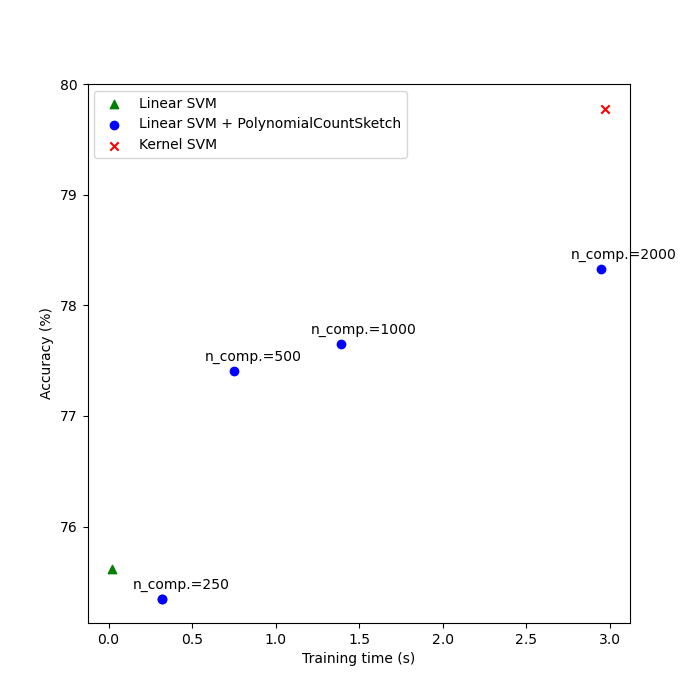 Linear SVM
Linear SVM + PolynomialCountSketch
Kernel SVM
80
79
78
77
76
Accuracy (%)
n_comp.=2000
n_comp.=1000
n_comp.=500
n_comp.=250
0.0 0.5 1.0 1.5 2.0 2.5 3.0
Training time (s)